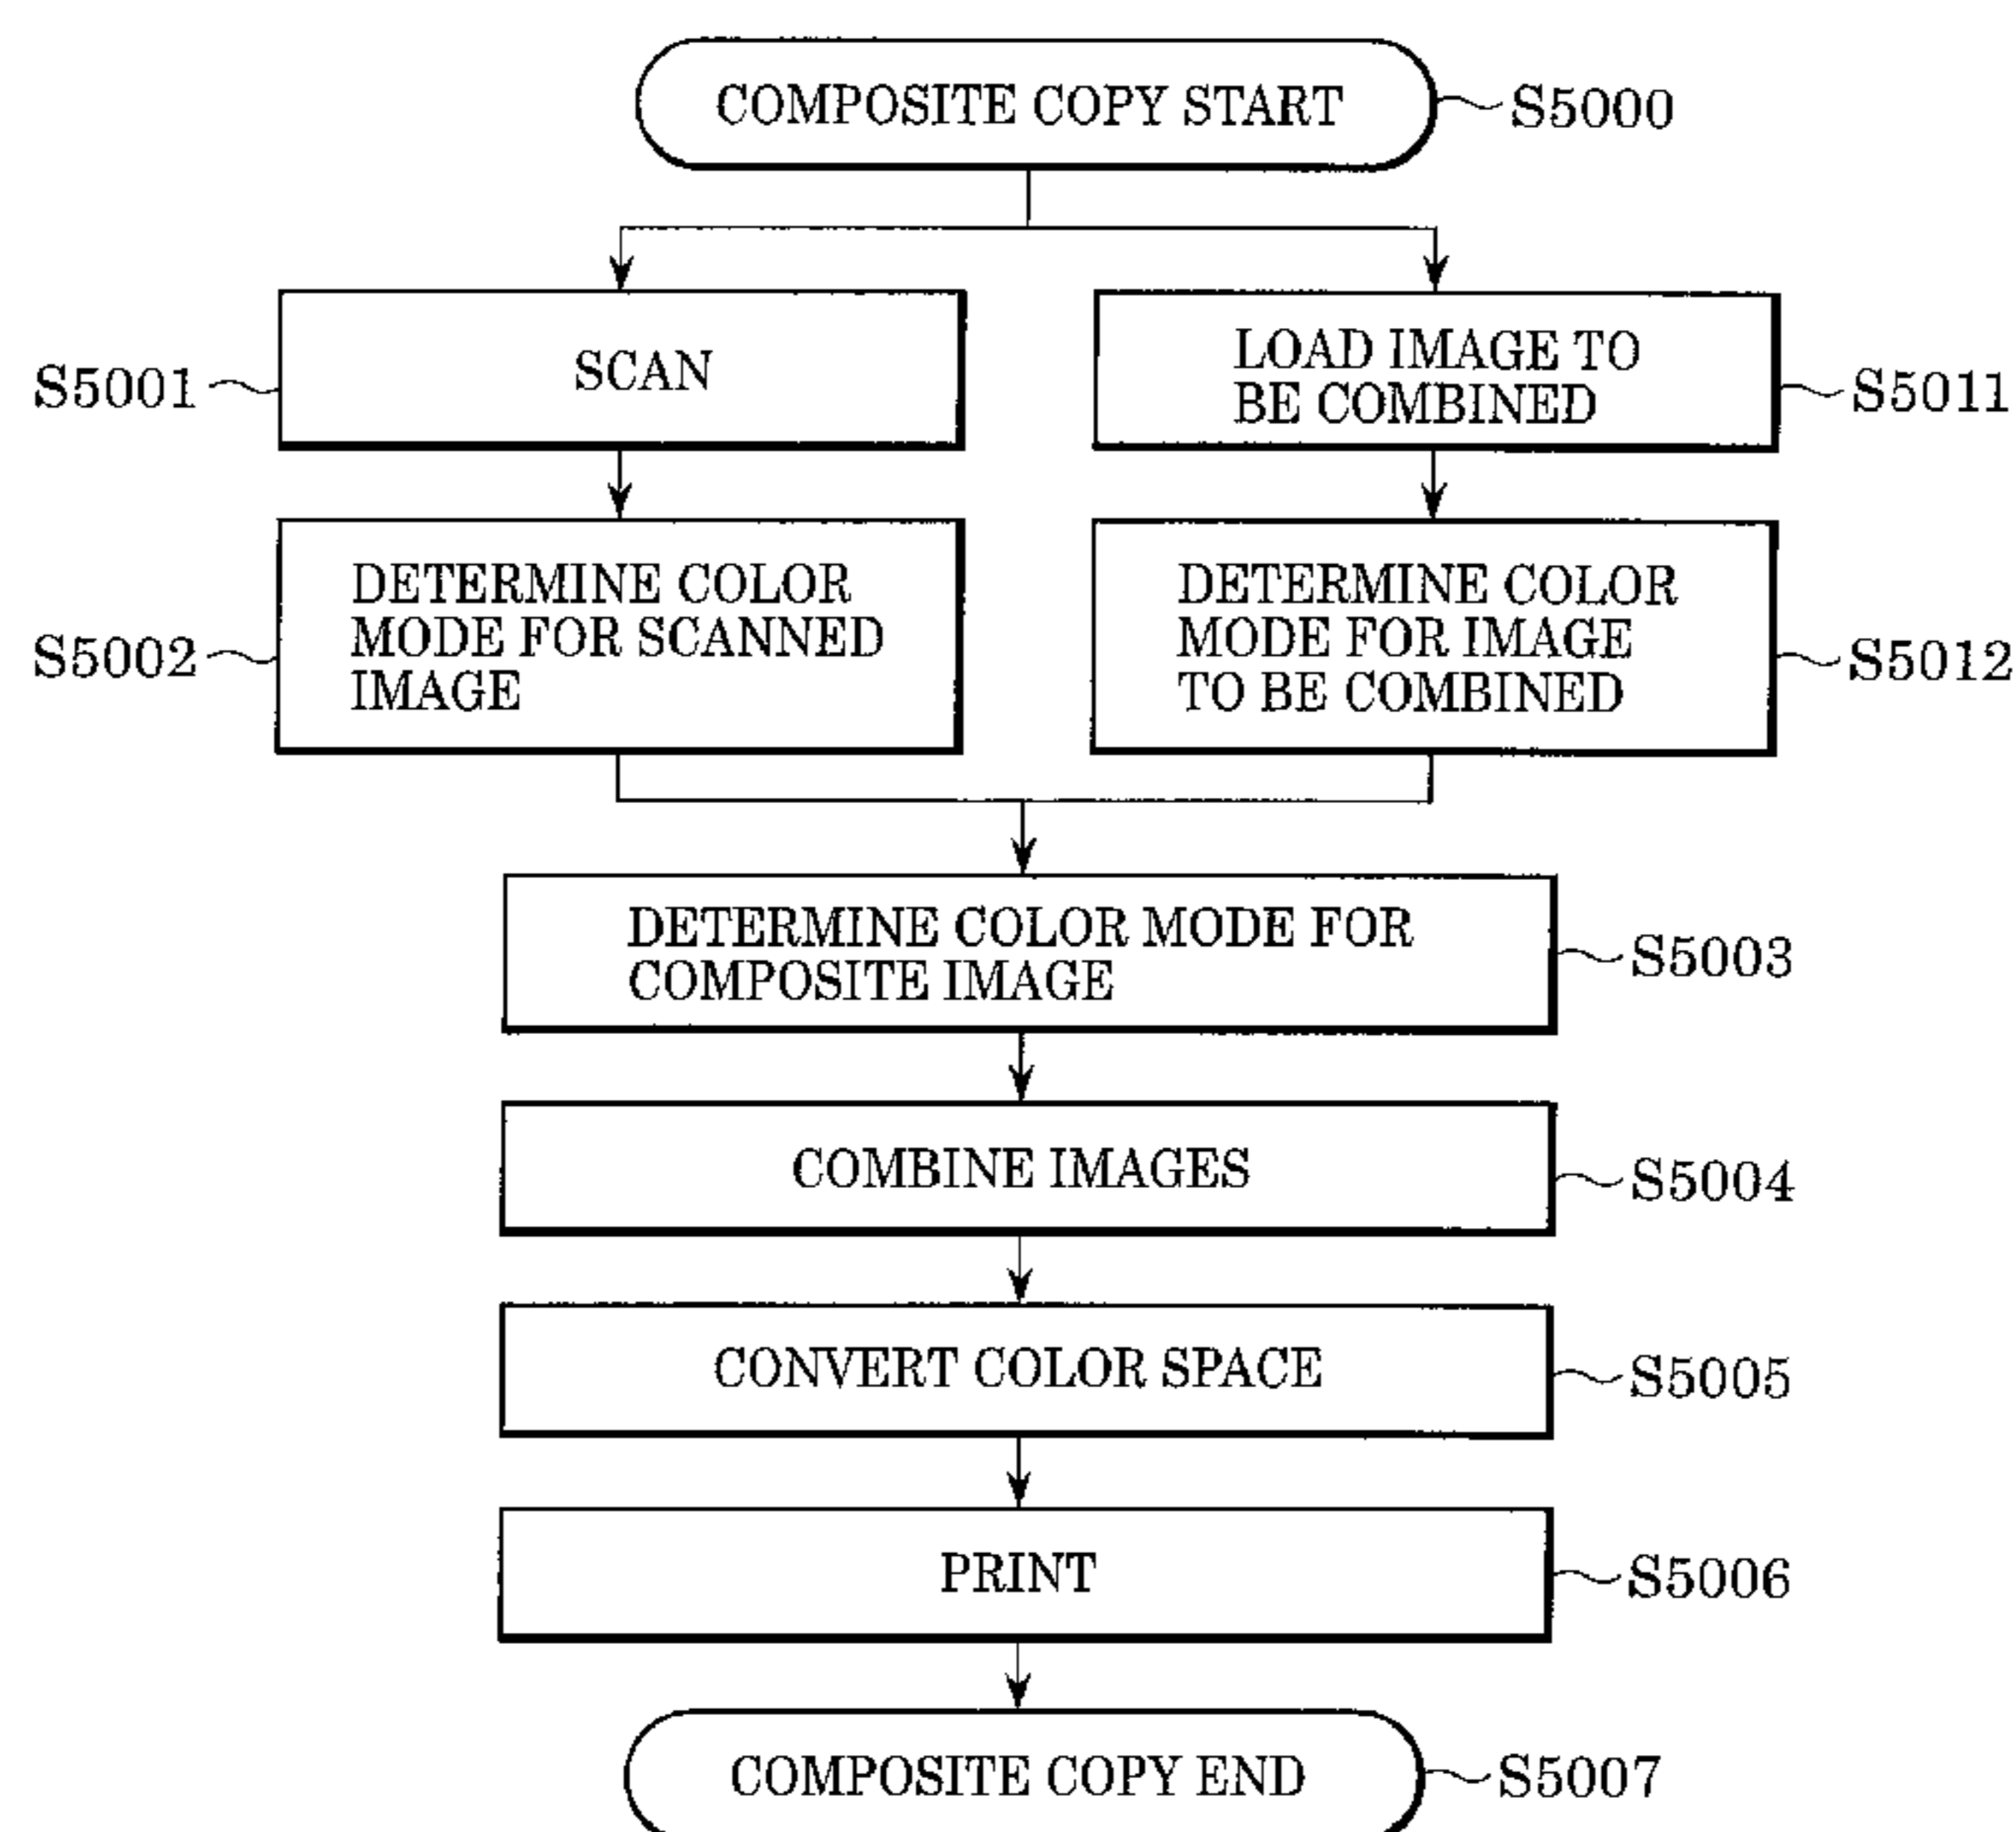 COMPOSITE COPY START
S5000
S5001
SCAN
LOAD IMAGE TO
BE COMBINED
S5011
S5002
DETERMINE COLOR
MODE FOR SCANNED
IMAGE
DETERMINE COLOR
MODE FOR IMAGE
TO BE COMBINED
S5012
DETERMINE COLOR MODE FOR
COMPOSITE IMAGE
S5003
COMBINE IMAGES
S5004
CONVERT COLOR SPACE
S5005
PRINT
S5006
COMPOSITE COPY END
S5007